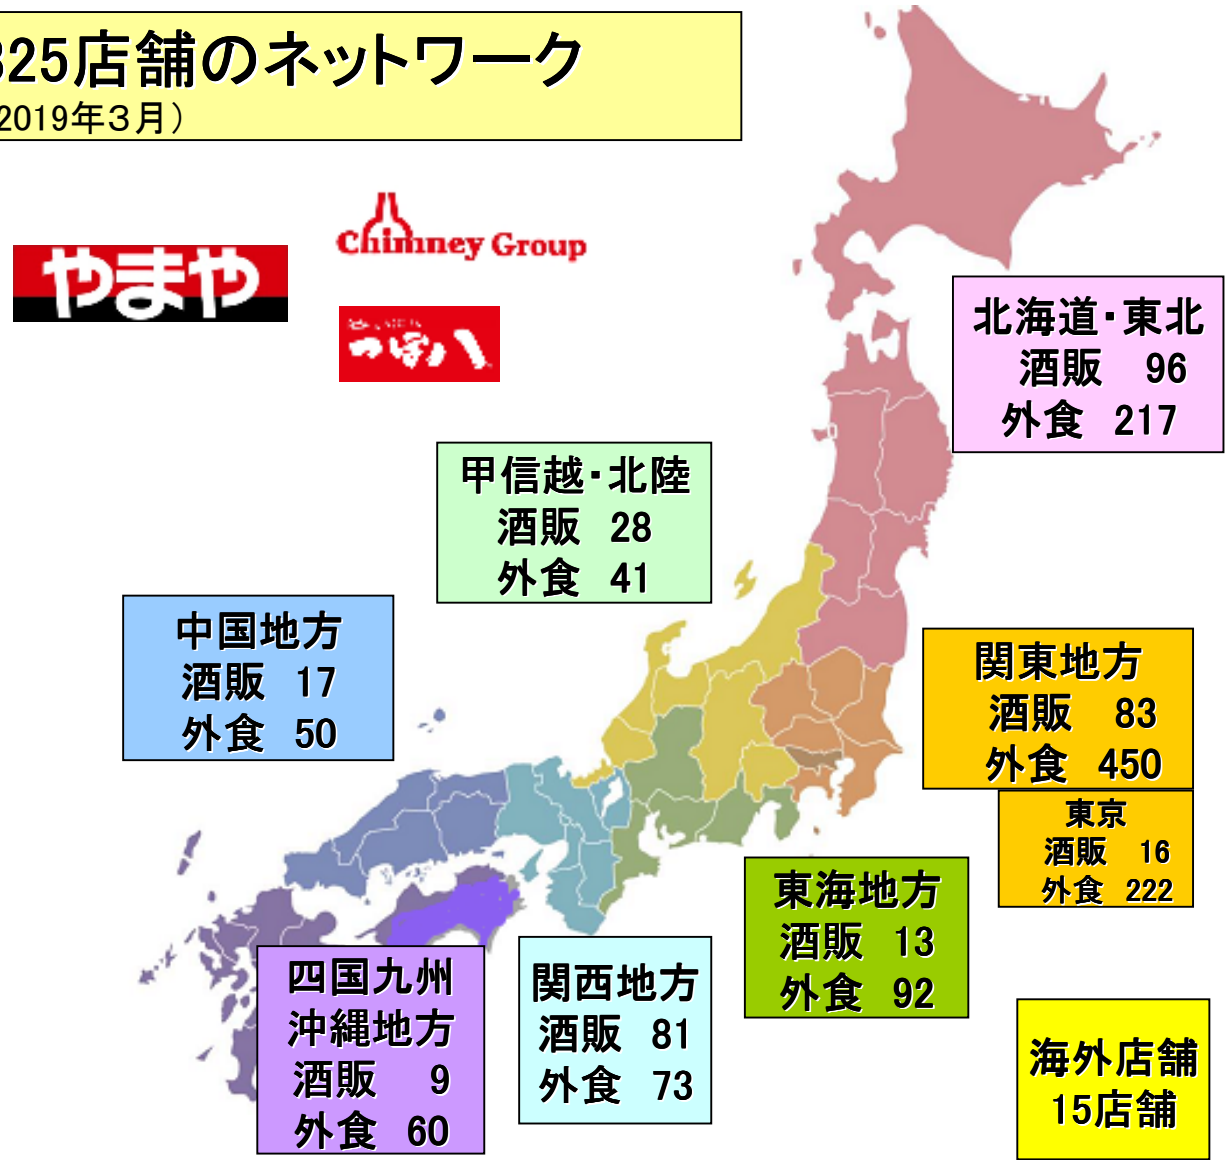 325店舗のネットワーク
2019年３月）
やまや
Chimney Group
つぼ八
北海道・東北
酒販 96
外食 217
甲信越・北陸
酒販 28
外食 41
中国地方
酒販 17
外食 50
関東地方
酒販 83
外食 450
東京
酒販 16
外食 222
東海地方
酒販 13
外食 92
四国九州
沖縄地方
酒販 9
外食 60
関西地方
酒販 81
外食 73
海外店舗
15店舗